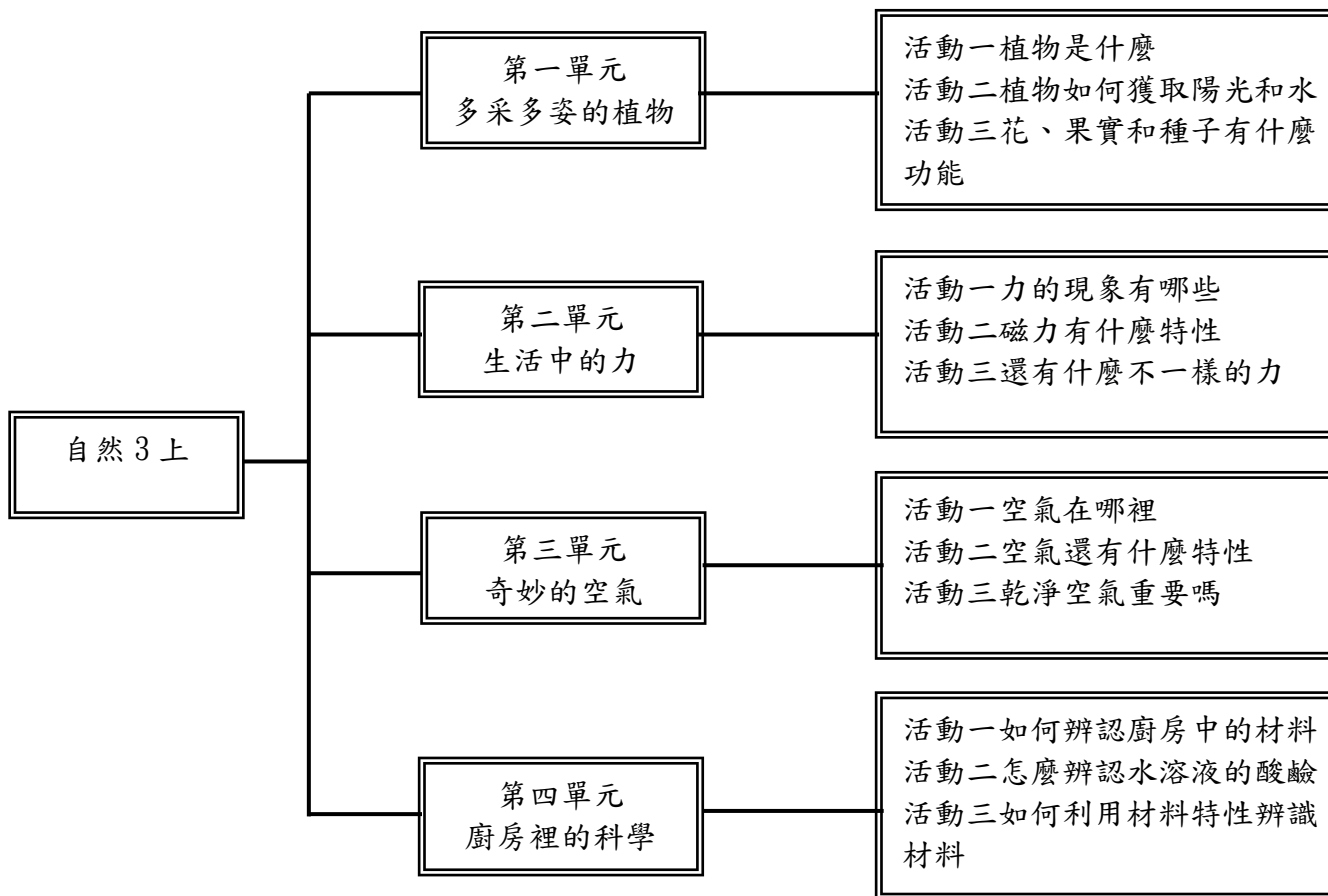 自然3上
第一單元
多采多姿的植物
活動一植物是什麼
活動二植物如何獲取陽光和水
活動三花、果實和種子有什麼
功能
第二單元
生活中的力
活動一力的現象有哪些
活動二磁力有什麼特性
活動三還有什麼不一樣的力
第三單元
奇妙的空氣
活動一空氣在哪裡
活動二空氣還有什麼特性
活動三乾淨空氣重要嗎
第四單元
廚房裡的科學
活動一如何辨認廚房中的材料
活動二怎麼辨認水溶液的酸鹼
活動三如何利用材料特性辨識
材料